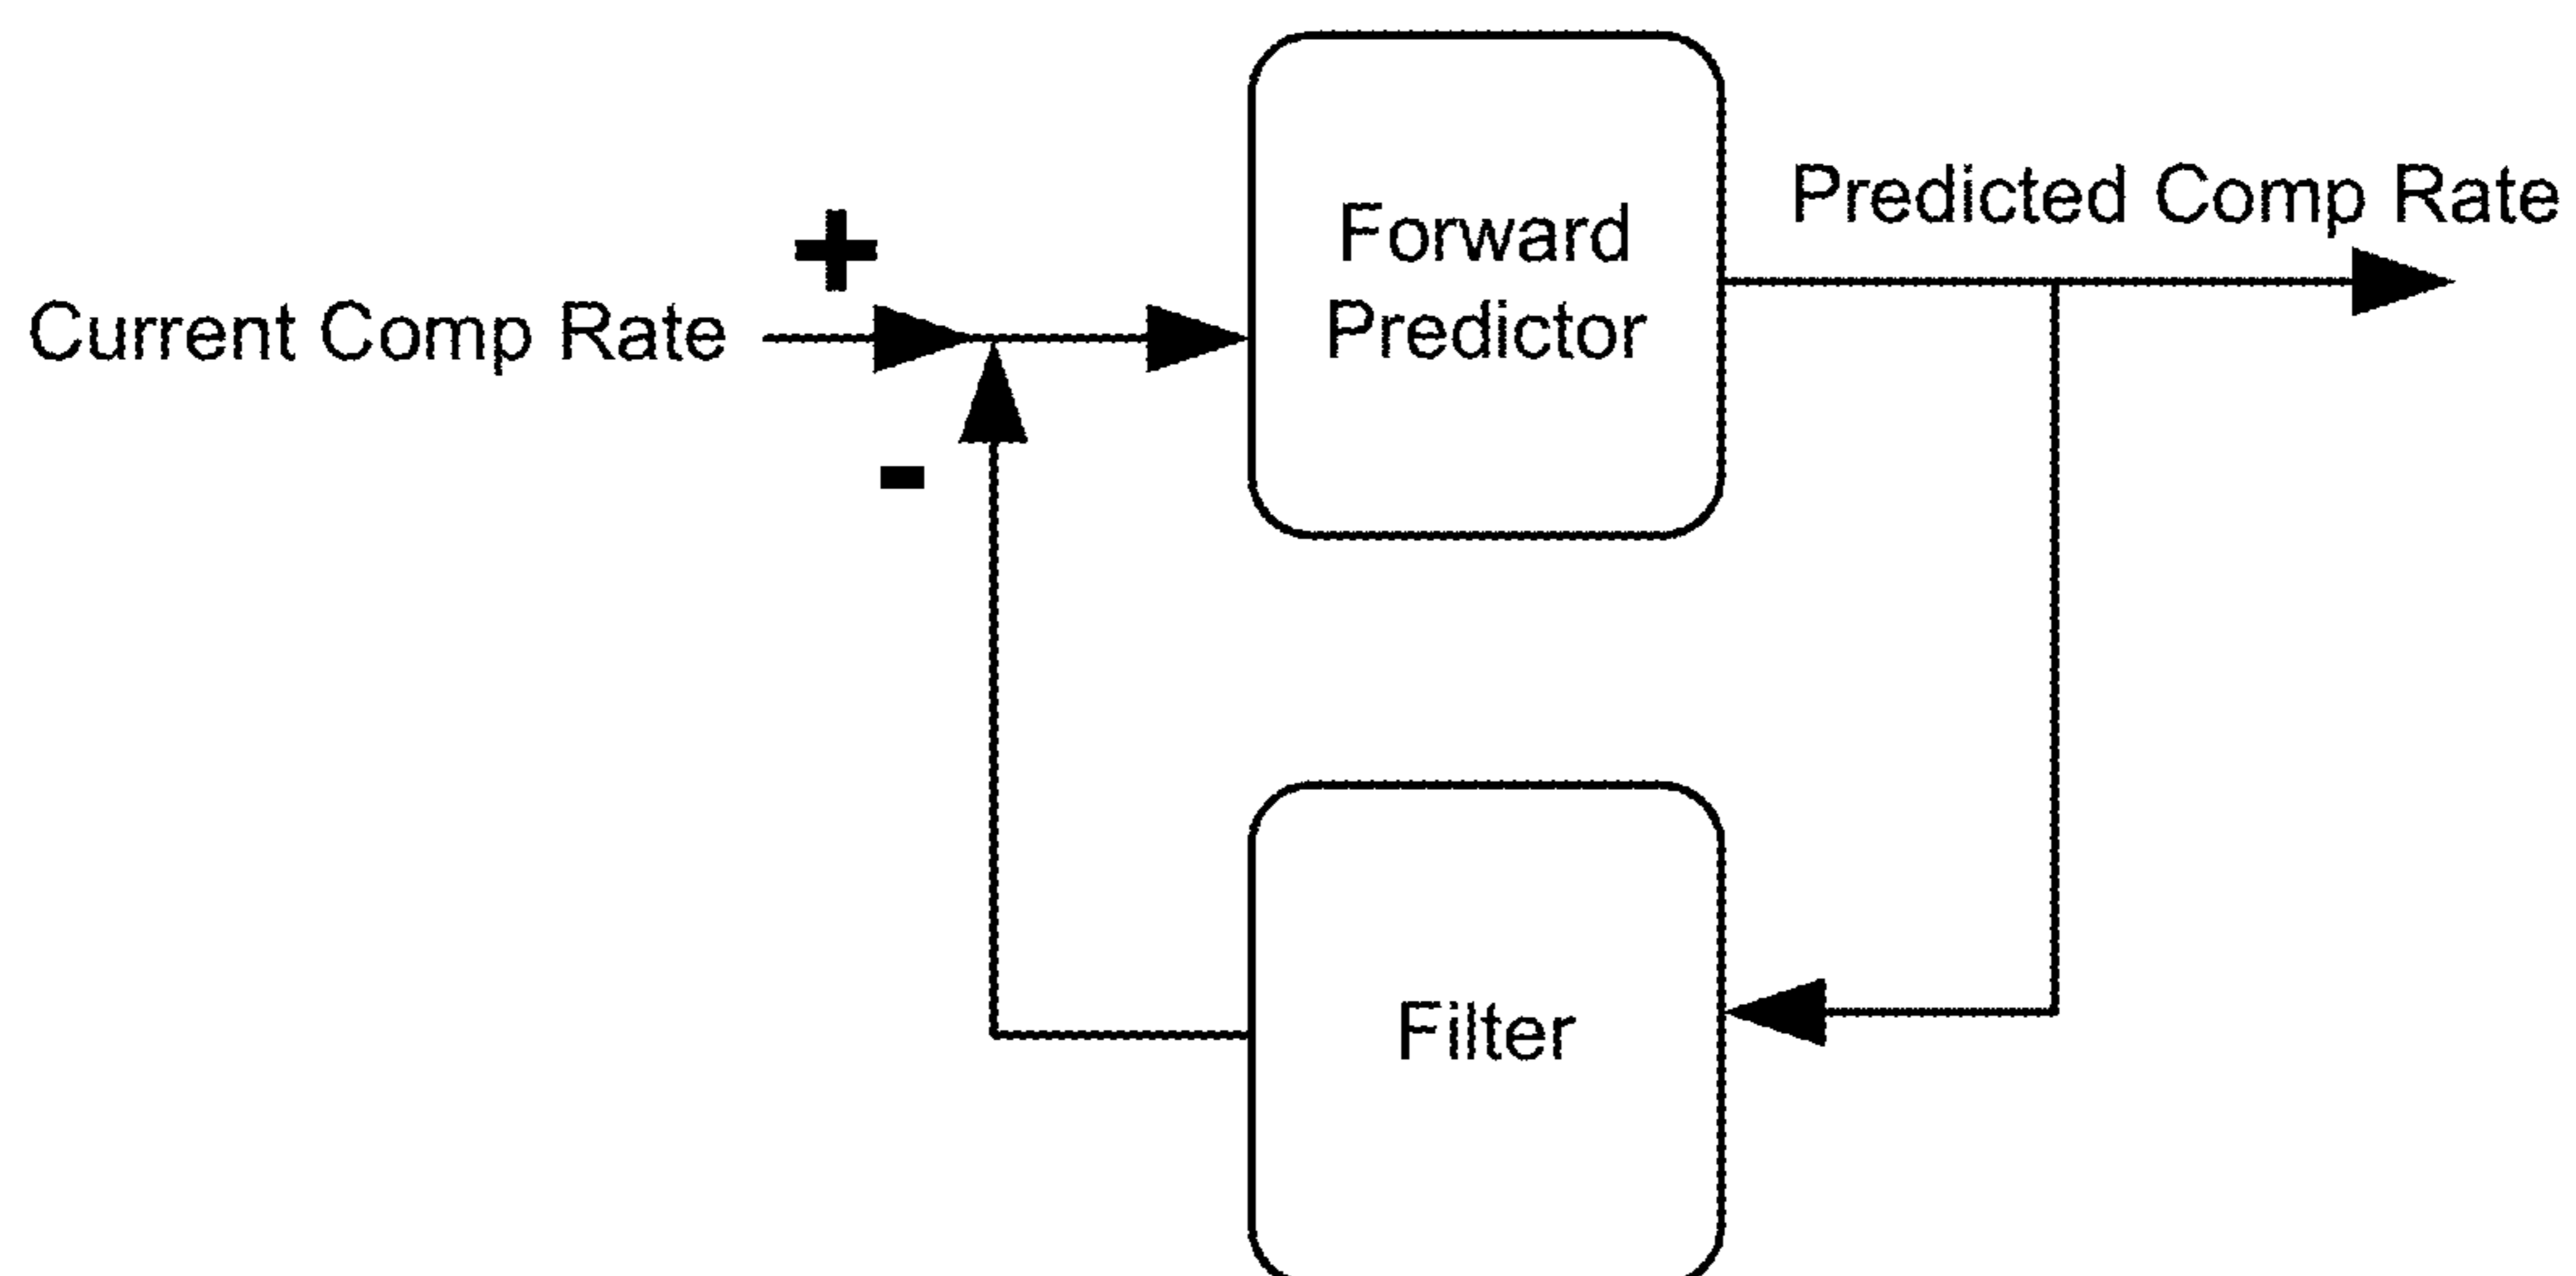 Predicted Comp Rate
Forward
Predictor
+
Current Comp Rate
-
Filter